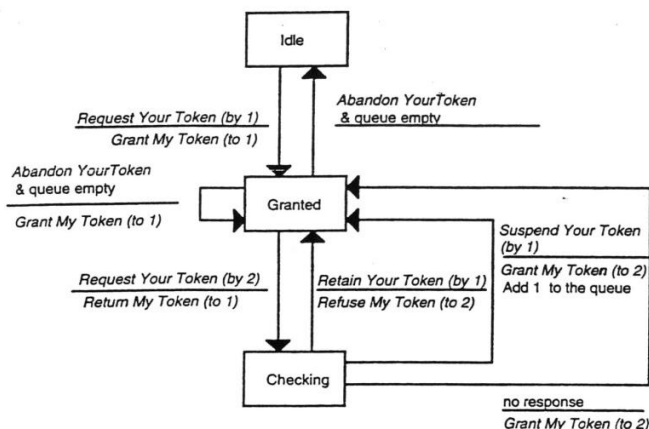 Idle
Abandon YourToken
& queue empty
Request Your Token (by 1)
Grant My Token (to 1)
Abandon YourToken
& queue empty
Grant My Token (to 1)
Granted
Suspend Your Token
(by 1)
Grant My Token (to 2)
Add 1 to the queue
Request Your Token (by 2)
Return My Token (to 1)
Retain Your Token (by 1)
Refuse My Token (to 2)
Checking
no response
Grant My Token (to 2)